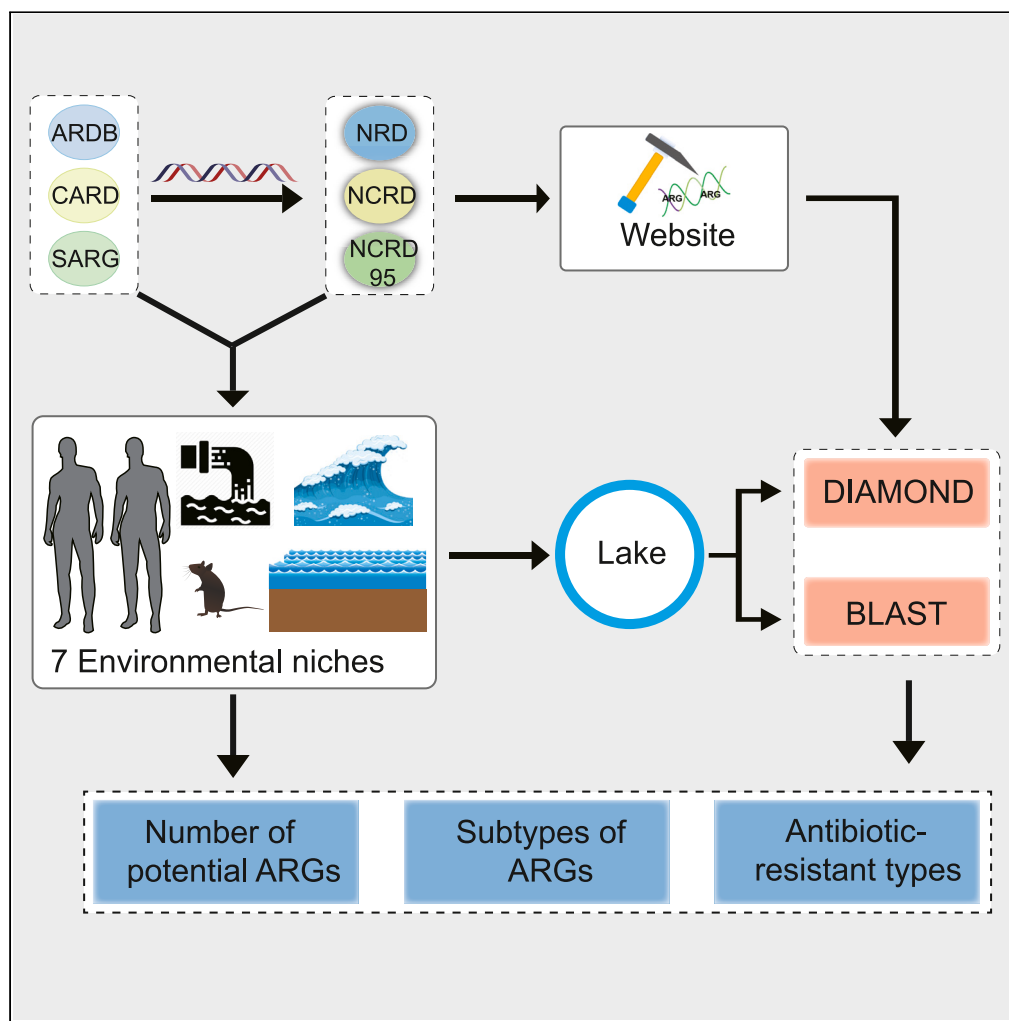 ARDB
CARD
SARG
NRD
NCRD
NCRD
95
ARG
ARG
Website
7 Environmental niches
Lake
DIAMOND
BLAST
Number of
potential ARGs
Subtypes of
ARGs
Antibiotic-
resistant types